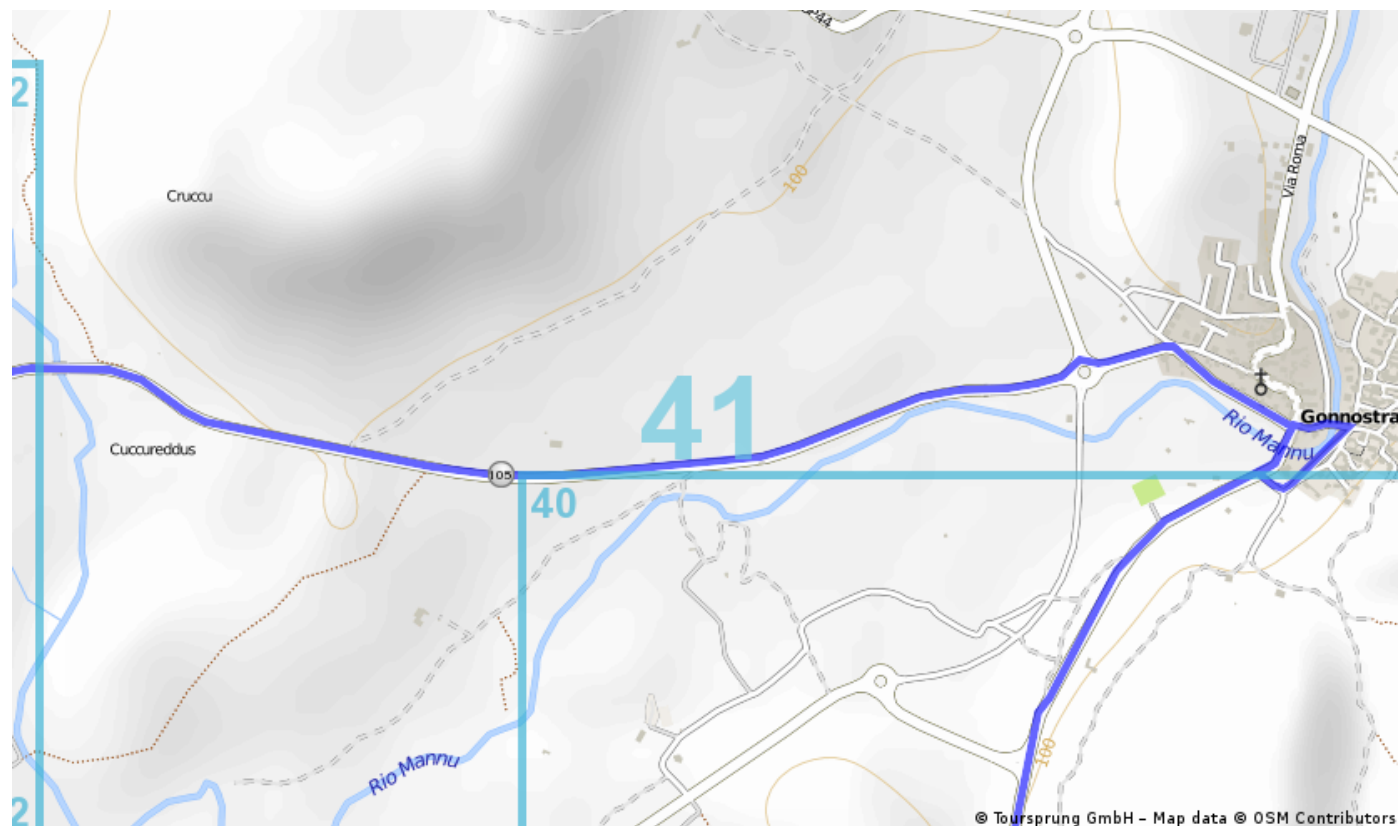 P44
2
Via Roma
Cruccu
100
41
Gonnostra
Rio Mannu
Cuccureddus
105
40
100
Rio Mannu
2
© Toursprung GmbH – Map data © OSM Contributors